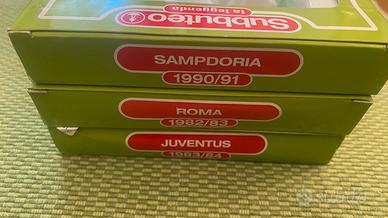 Subbuteo
la leggenda
SAMPDORIA
1990/91
ROMA
1982/83
JUVENTUS
1983/84